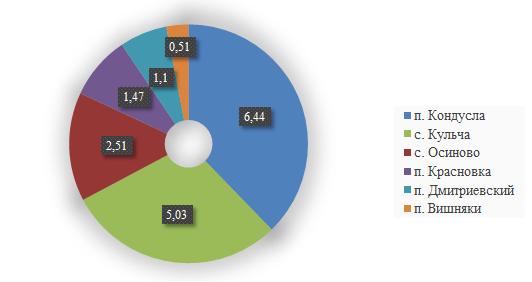 0,51
1,1
1,47
2,51
6,44
5,03
п. Кондусла
с. Кульча
с. Осиново
п. Красновка
п. Дмитриевский
п. Вишняки